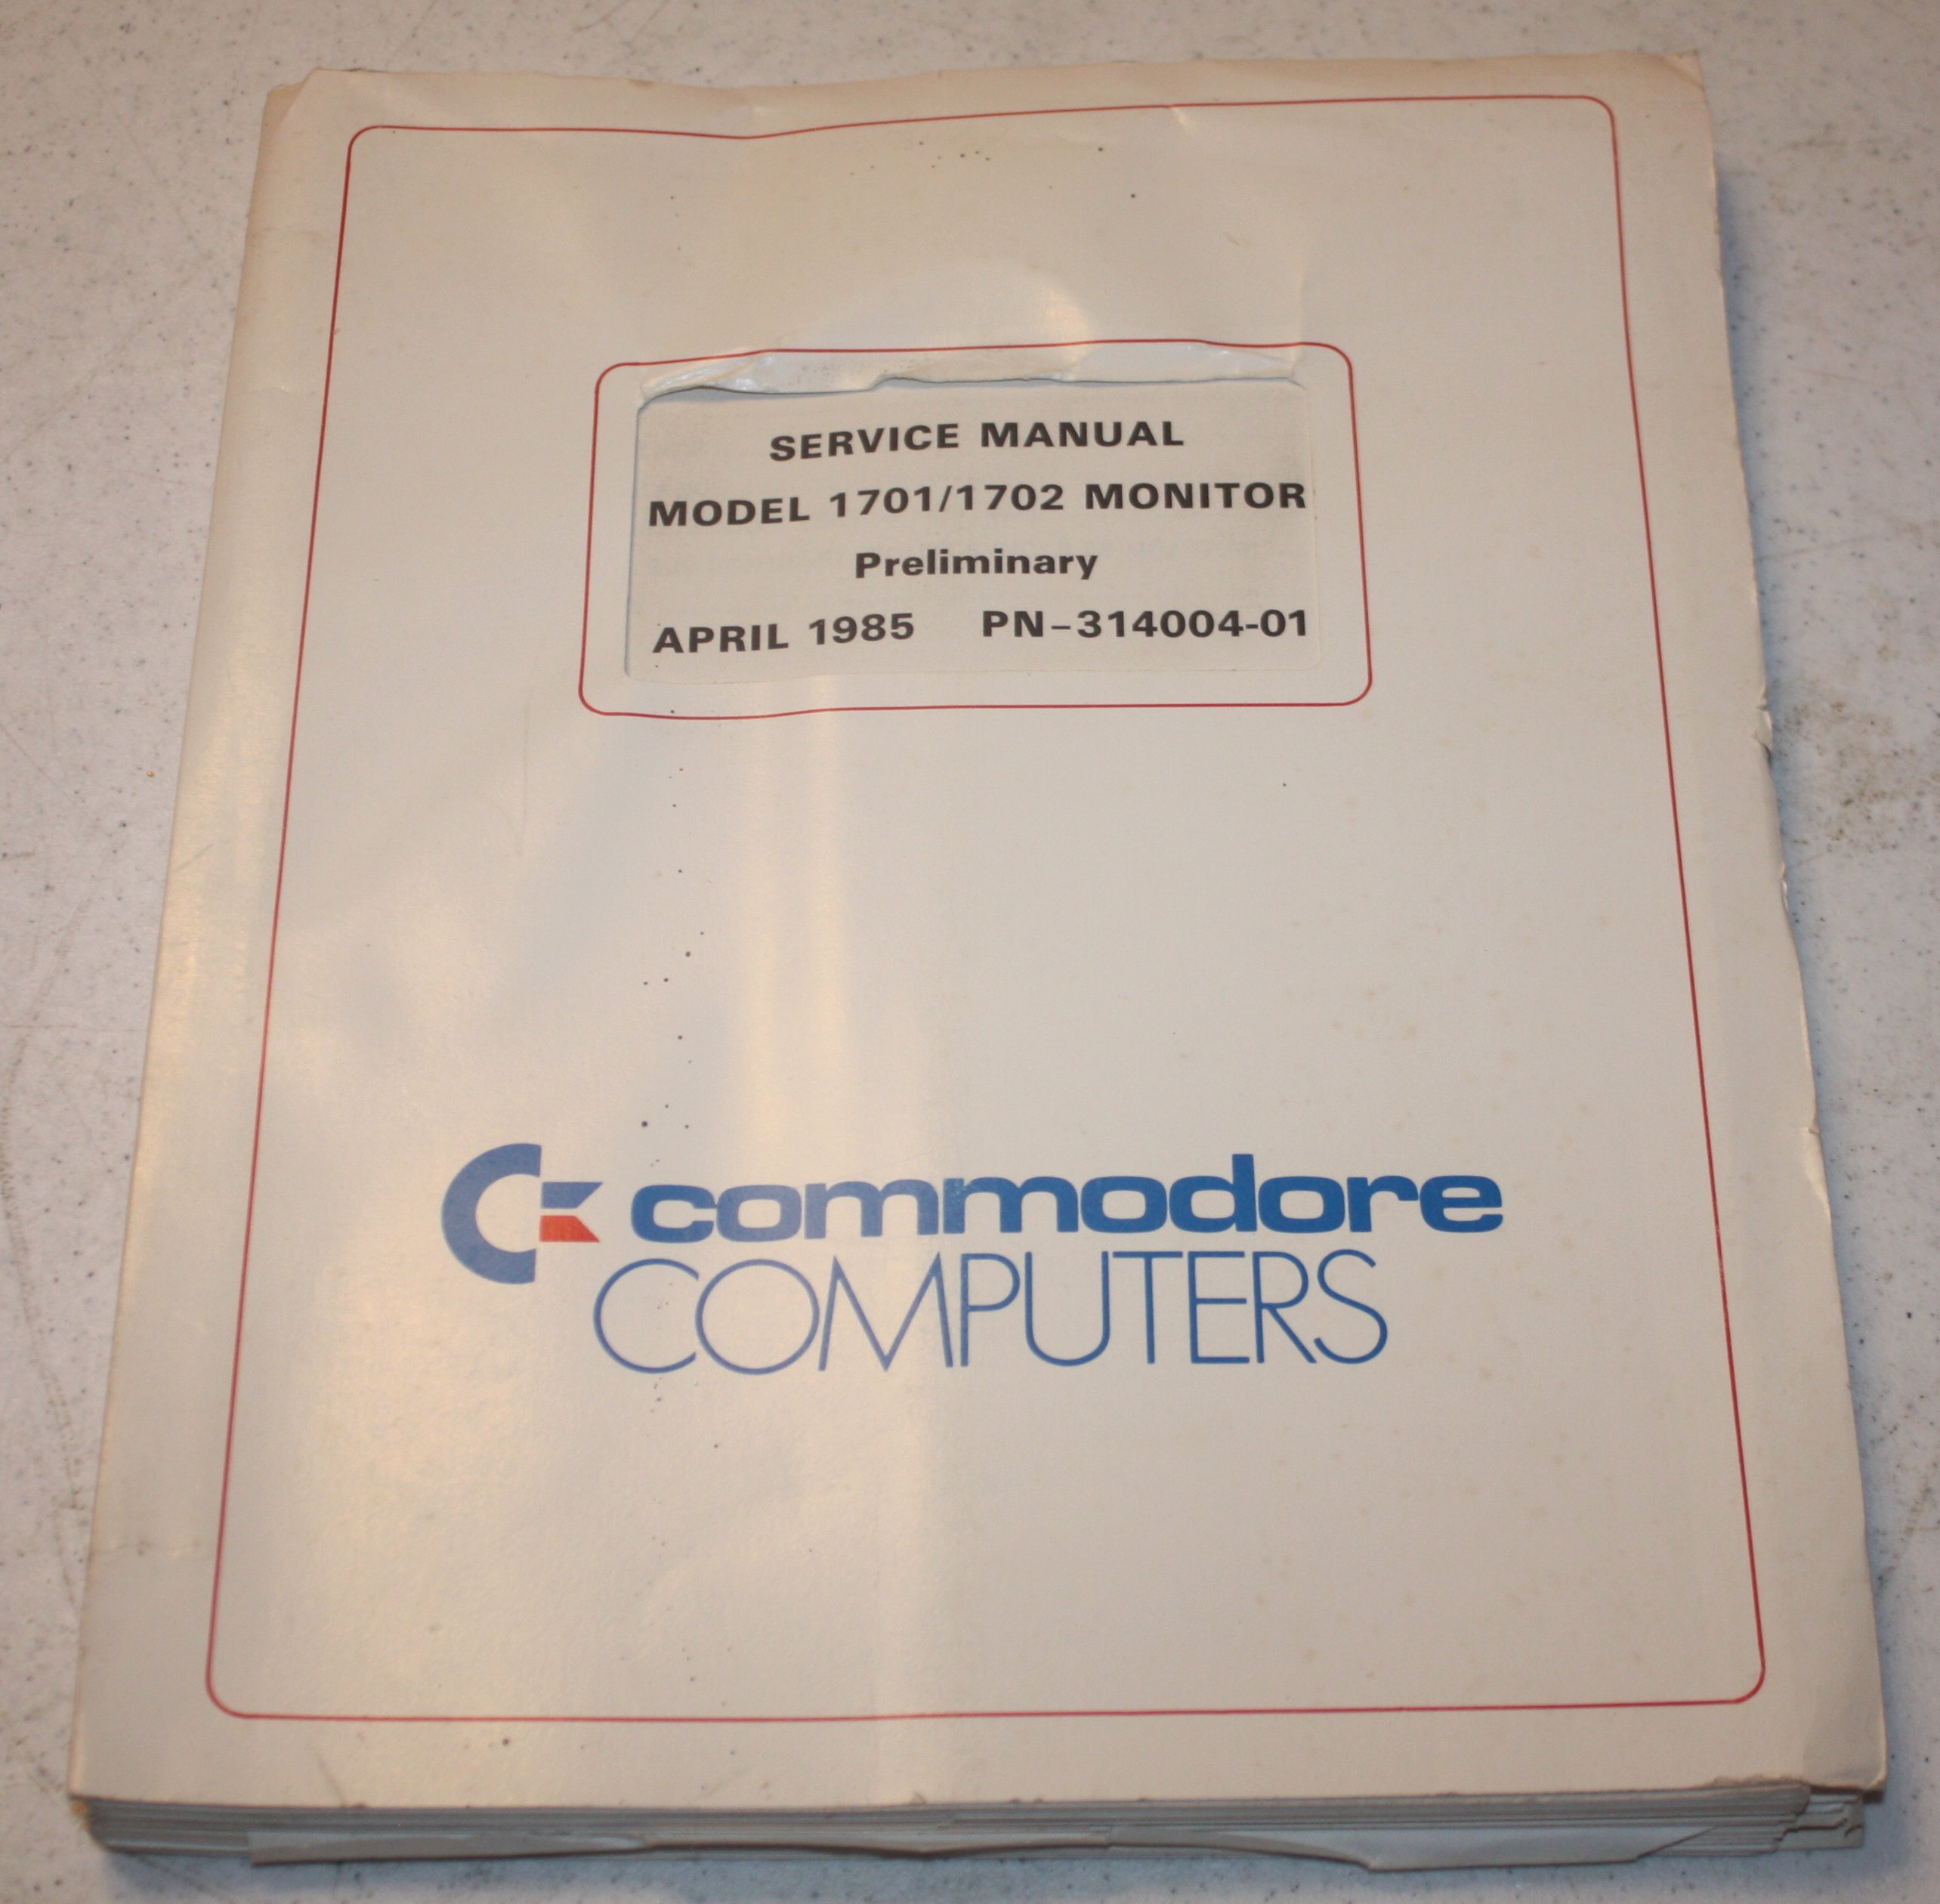 SERVICE MANUAL
MODEL 1701/1702 MONITOR
Preliminary
APRIL 1985 PN-314004-01
commodore
COMPUTERS